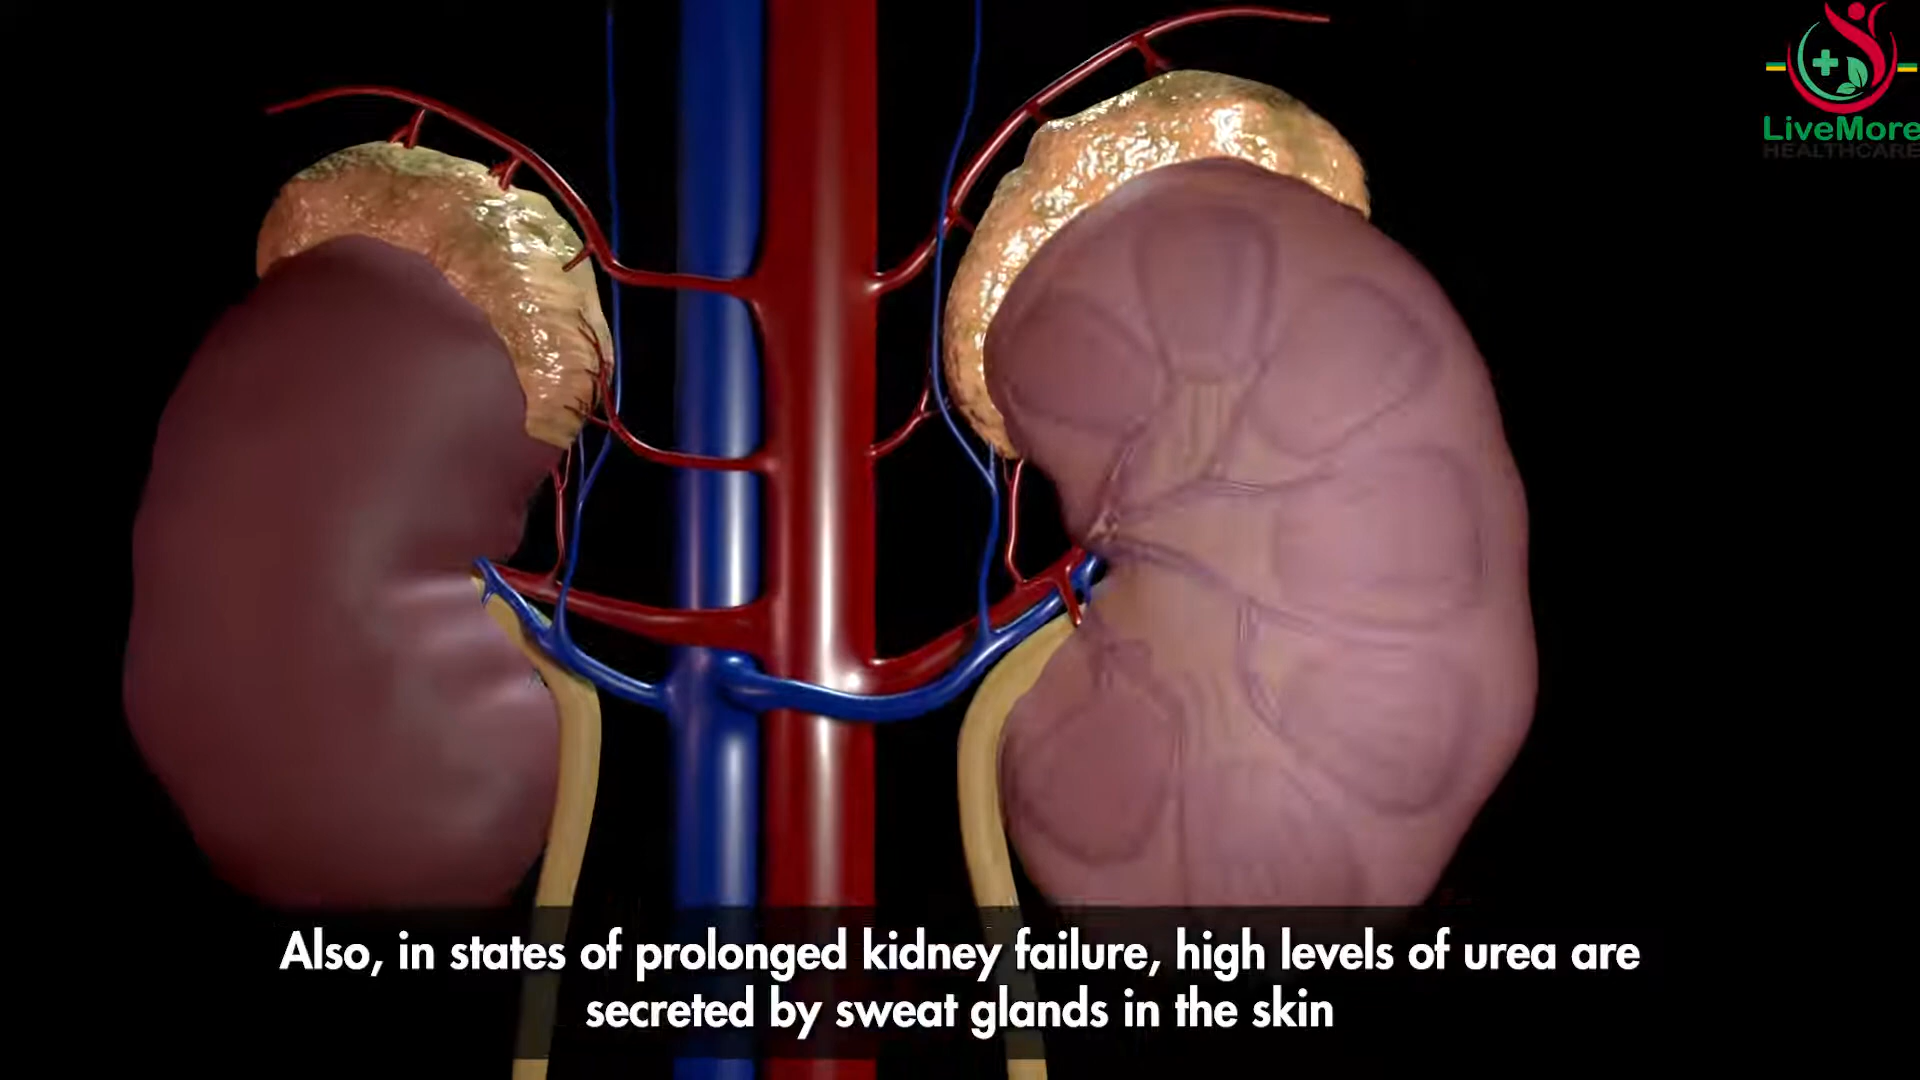 LiveMore
HEALTHCARE
Also, in states of prolonged kidney failure, high levels of urea are
secreted by sweat glands in the skin